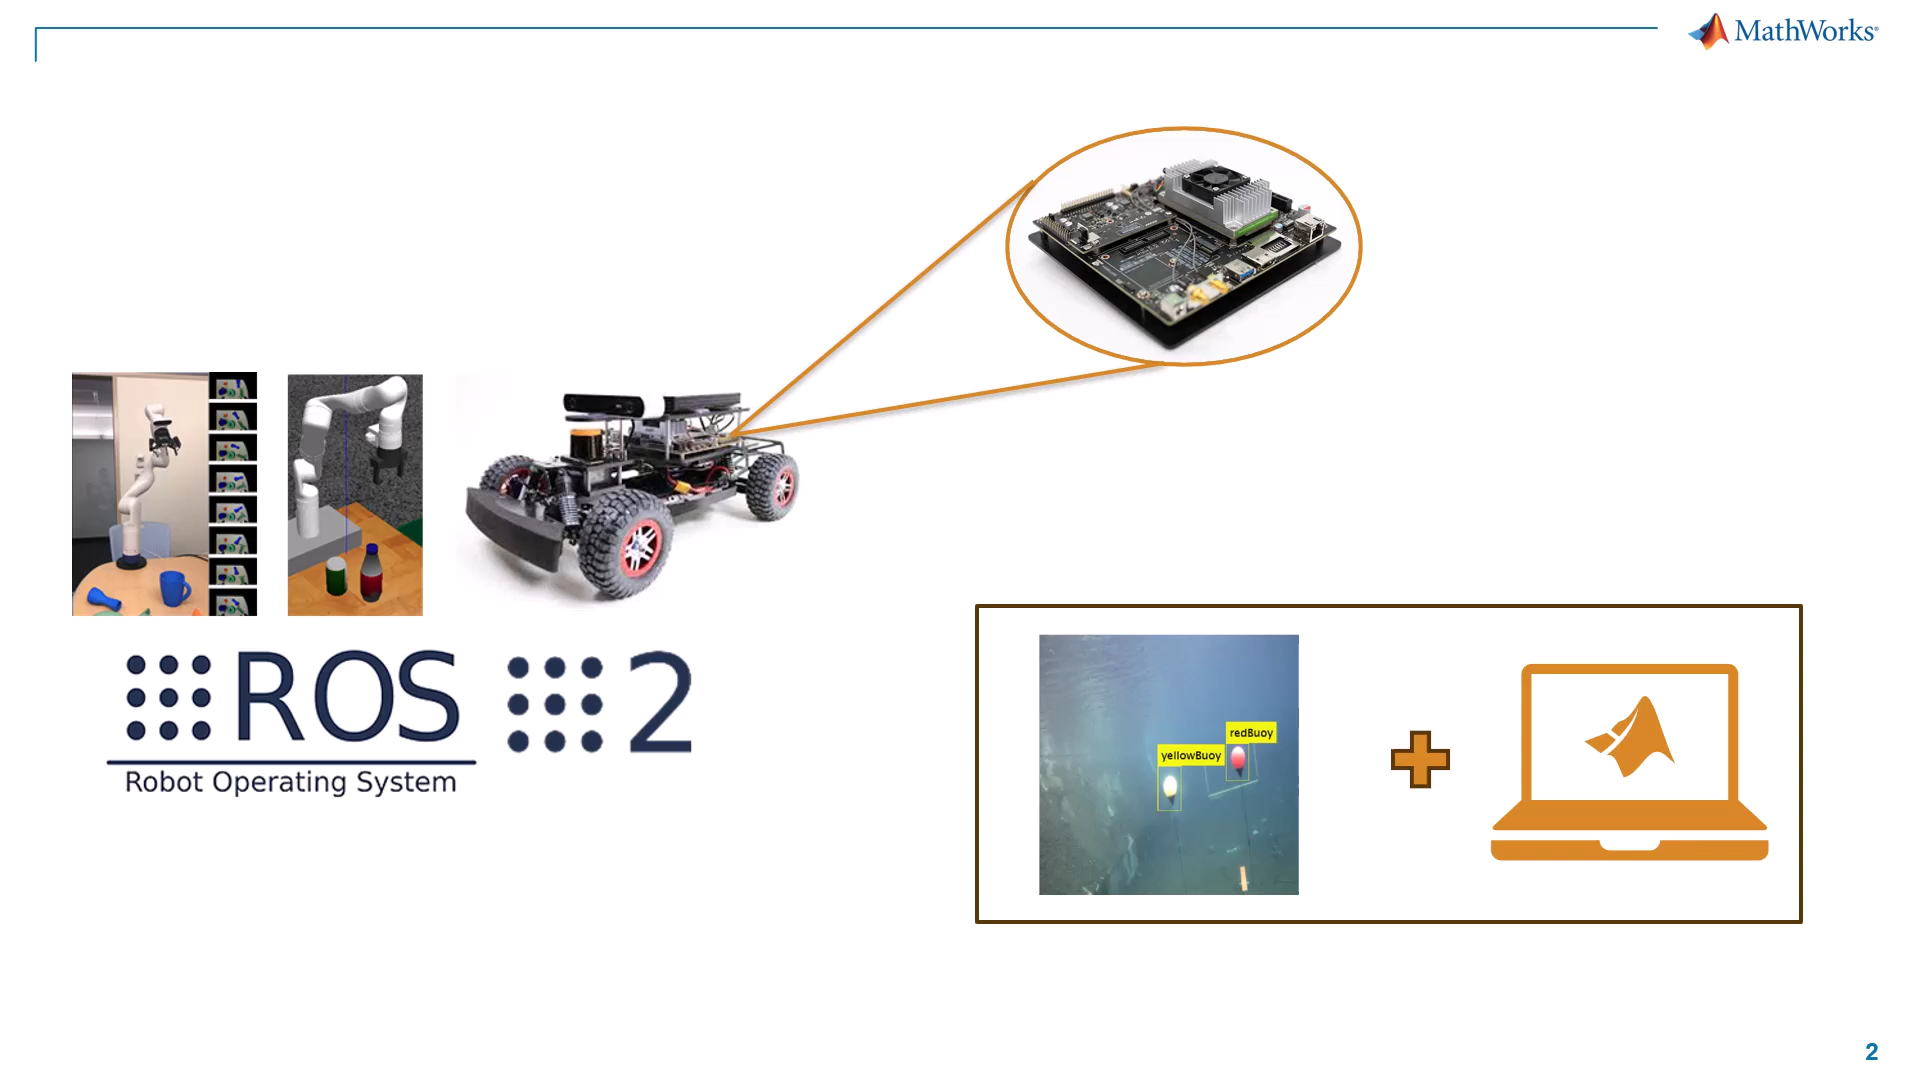 MathWorks®
ROS 2
Robot Operating System
redBuoy
yellowBuoy
2